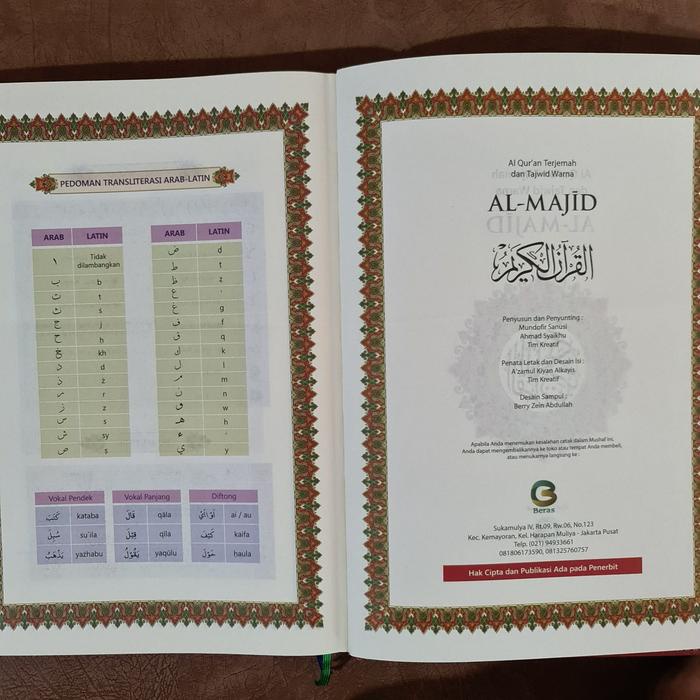 PEDOMAN TRANSLITERASI ARAB-LATIN
ARAB LATIN
ا Tidak dilambangkan
ب b
ت t
ث s
ج j
ح h
خ kh
د d
ذ ż
ر r
ز z
س s
ش sy
ص ṣ
ARAB LATIN
ض d
ط t
ظ z
ع ‘
غ g
ف f
ق q
ك k
ل l
م m
ن n
و w
هـ h
ء ’
ي y
Vokal Pendek
كَتَبَ kataba
سُئِلَ su'ila
يَذْهَبُ yażhabu
Vokal Panjang
قَالَ qāla
قِيْلَ qīla
يَقُوْلُ yaqūlu
Diftong
ai / au
كَيْفَ kaifa
حَوْلَ ḥaula
Al Qur'an Terjemah
dan Tajwid Warna
AL-MAJĪD
القرآن الكريم
Penyusun dan Penyunting :
Mundofir Sanusi
Ahmad Syaikhu
Tim Kreatif
Penata Letak dan Desain Isi :
A'zamul Kiyan Alkayis
Tim Kreatif
Desain Sampul :
Berry Zein Abdullah
Apabila Anda menemukan kesalahan cetak dalam Mushaf ini,
Anda dapat mengembalikannya ke toko atau tempat Anda membeli,
atau menukarnya langsung ke :
Beras
Sukamulya IV, Rt.09, Rw.06, No.123
Kec. Kemayoran, Kel. Harapan Muliya - Jakarta Pusat
Telp. (021) 94933661
081806173590, 081325760757
Hak Cipta dan Publikasi Ada pada Penerbit